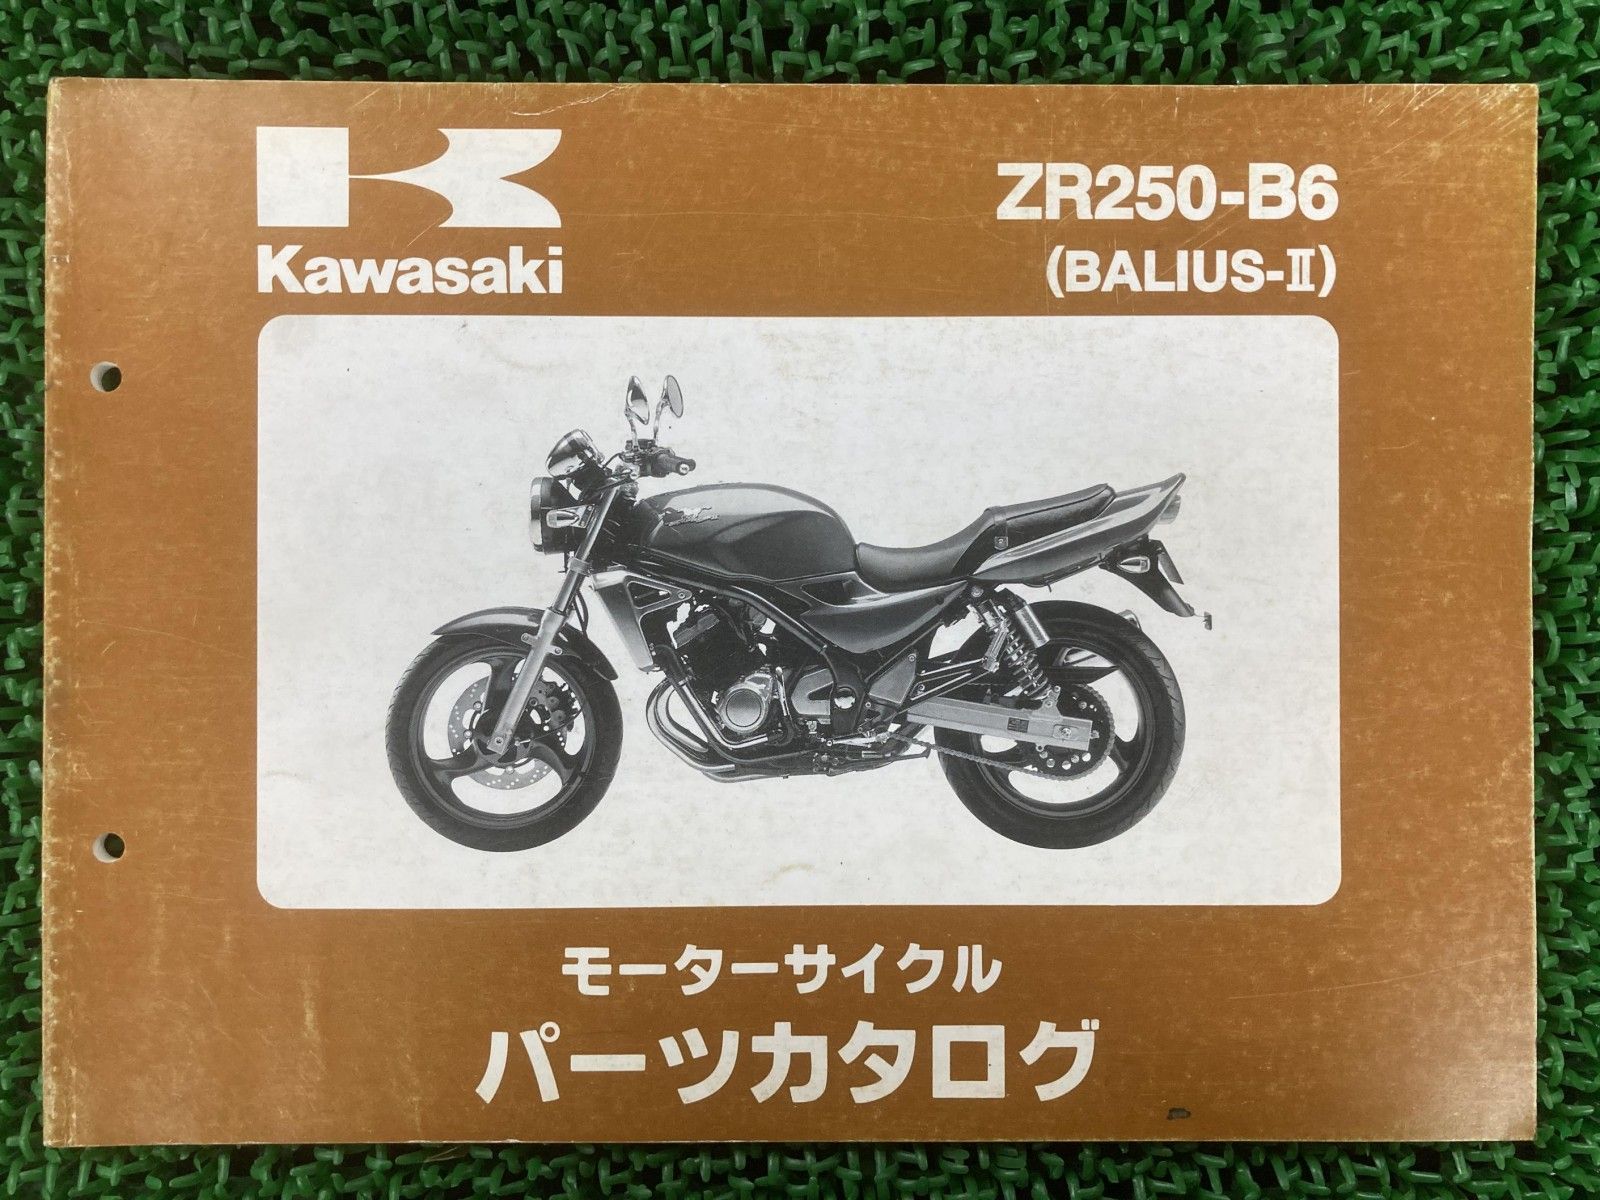 Kawasaki
ZR250-B6
(BALIUS-Ⅱ)
モーターサイクル
パーツカタログ